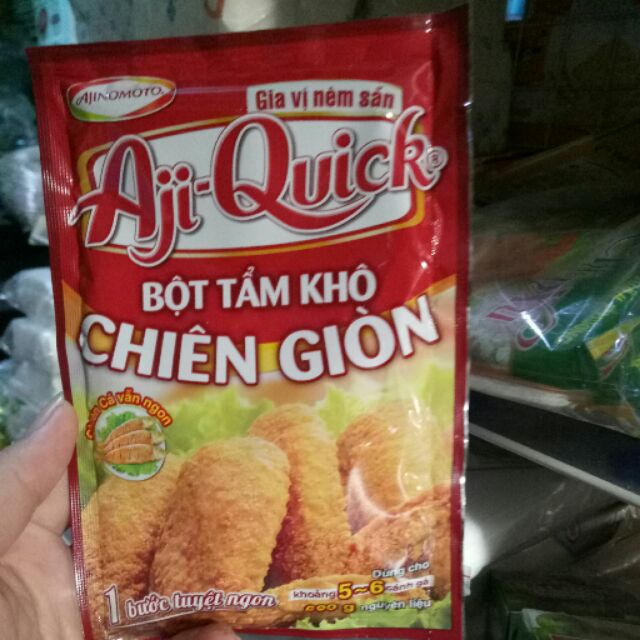 AJINOMOTO
Gia vị nêm sẵn
Aji-Quick®
BỘT TẨM KHÔ
CHIÊN GIÒN
Cá vẫn ngon
1 bước tuyệt ngon
Dùng cho
khoảng 5~6 cánh gà
600 g nguyên liệu